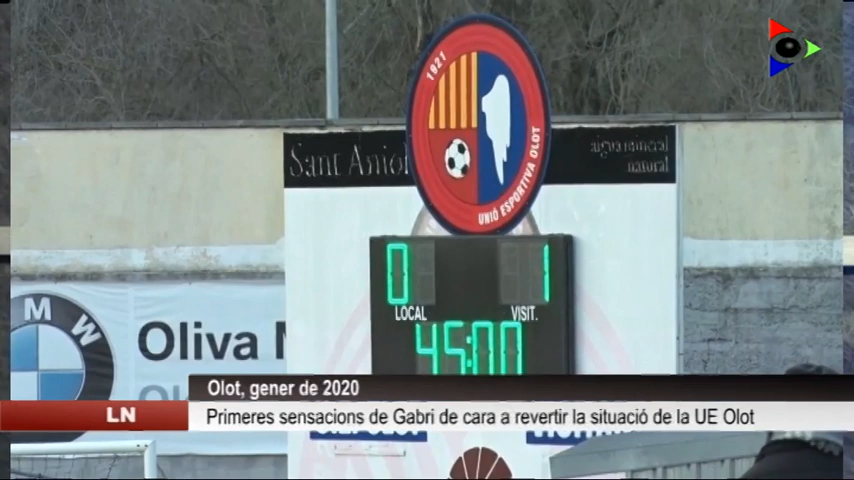 1921
UNIÓ ESPORTIVA OLOT
Sant Aniol
aigua mineral
natural
0 1
LOCAL VISIT.
45:00
BMW
Oliva
Olot, gener de 2020
LN
Primeres sensacions de Gabri de cara a revertir la situació de la UE Olot